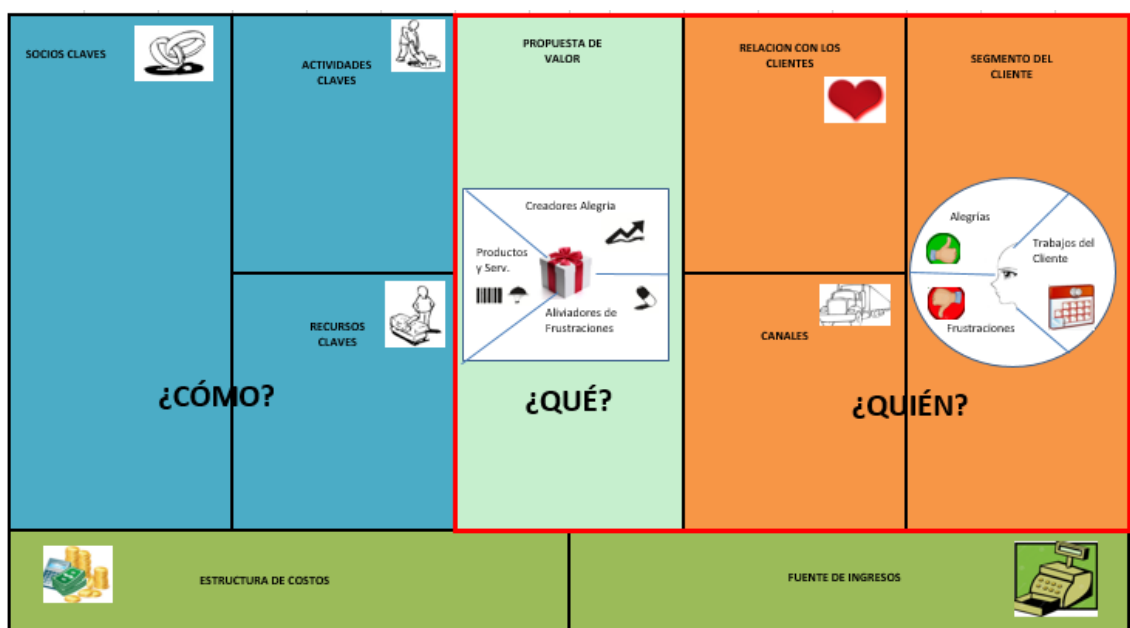 SOCIOS CLAVES
ACTIVIDADES
CLAVES
RECURSOS
CLAVES
¿CÓMO?
PROPUESTA DE
VALOR
Creadores Alegria
Productos
y Serv.
Aliviadores de
Frustraciones
¿QUÉ?
RELACION CON LOS
CLIENTES
CANALES
SEGMENTO DEL
CLIENTE
Alegrías
Trabajos del
Cliente
Frustraciones
¿QUIÉN?
ESTRUCTURA DE COSTOS
FUENTE DE INGRESOS